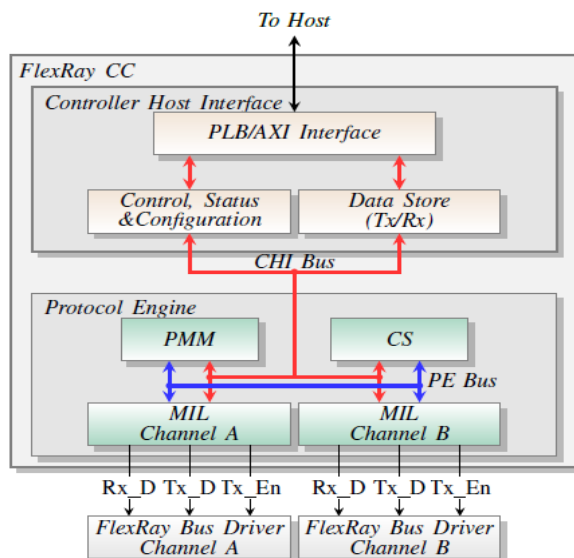 To Host
FlexRay CC
Controller Host Interface
PLB/AXI Interface
Control, Status
&Configuration
Data Store
(Tx/Rx)
CHI Bus
Protocol Engine
PMM
CS
PE Bus
MIL
Channel A
MIL
Channel B
Rx_D Tx_D Tx_En
Rx_D Tx_D Tx_En
FlexRay Bus Driver
Channel A
FlexRay Bus Driver
Channel B